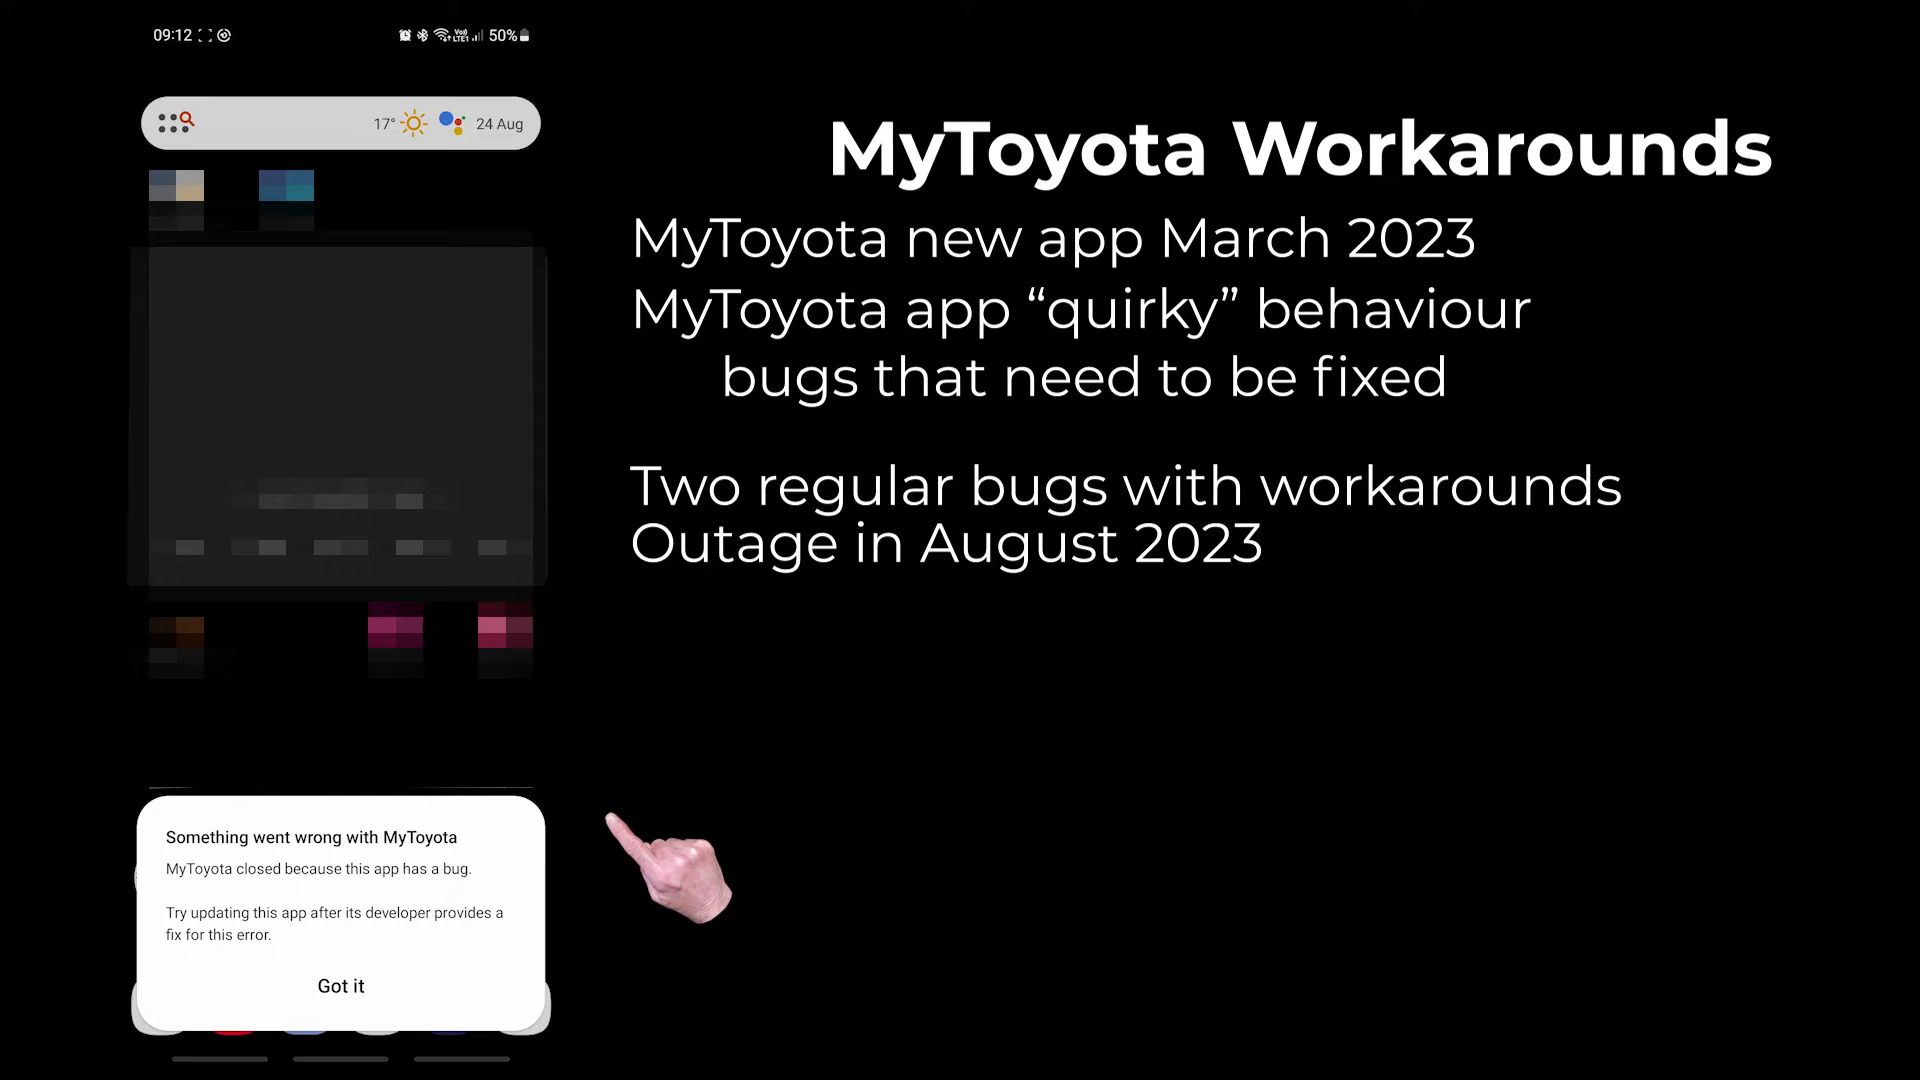 09:12
Vo)) LTE1 50%
17° 24 Aug
MyToyota Workarounds
MyToyota new app March 2023
MyToyota app “quirky” behaviour
bugs that need to be fixed
Two regular bugs with workarounds
Outage in August 2023
Something went wrong with MyToyota
MyToyota closed because this app has a bug.
Try updating this app after its developer provides a
fix for this error.
Got it